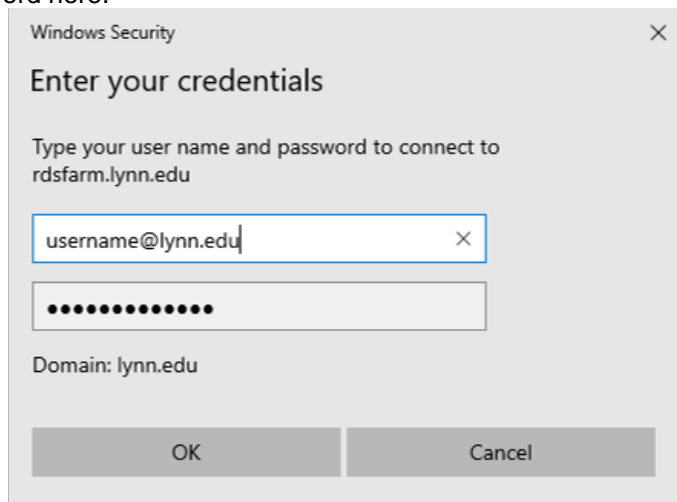 Windows Security
Enter your credentials
Type your user name and password to connect to
rdsfarm.lynn.edu
username@lynn.edu
•••••••••••••
Domain: lynn.edu
OK Cancel